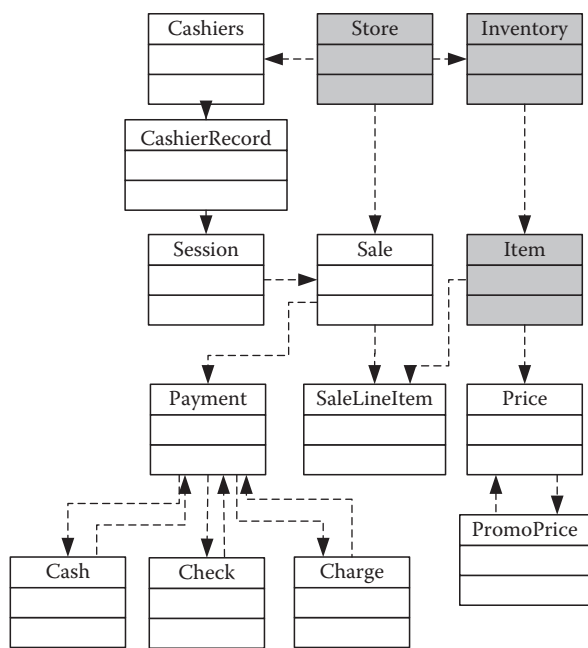 Cashiers
Store
Inventory
CashierRecord
Session
Sale
Item
Payment
SaleLineItem
Price
PromoPrice
Cash
Check
Charge